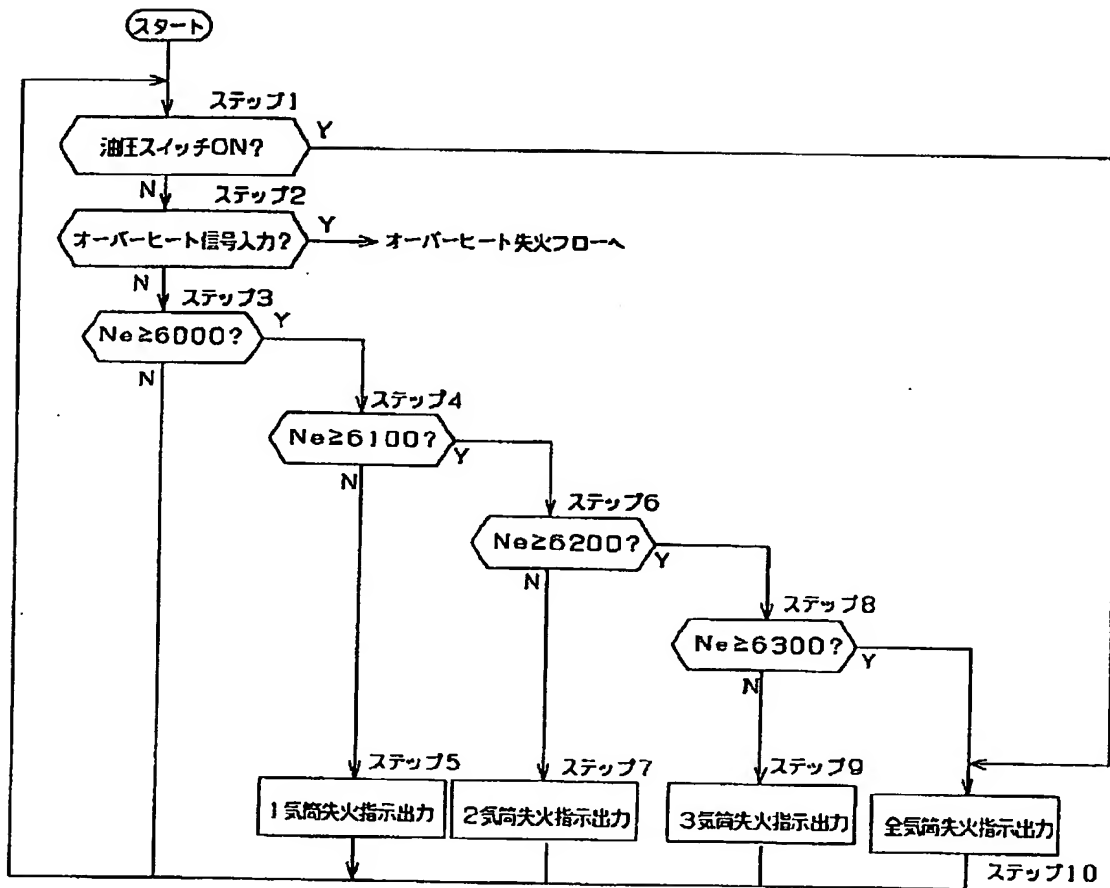 スタート
ステップ1
油圧スイッチON?
Y
N
ステップ2
オーバーヒート信号入力?
Y
オーバーヒート失火フローへ
N
ステップ3
Ne≧6000?
Y
N
ステップ4
Ne≧6100?
Y
N
ステップ6
Ne≧6200?
Y
N
ステップ8
Ne≧6300?
Y
N
ステップ5
1気筒失火指示出力
ステップ7
2気筒失火指示出力
ステップ9
3気筒失火指示出力
全気筒失火指示出力
ステップ10